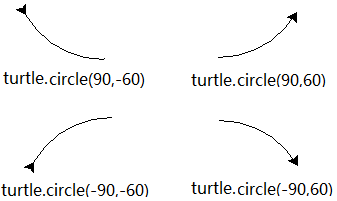 turtle.circle(90,-60)
turtle.circle(90,60)
turtle.circle(-90,-60)
turtle.circle(-90,60)